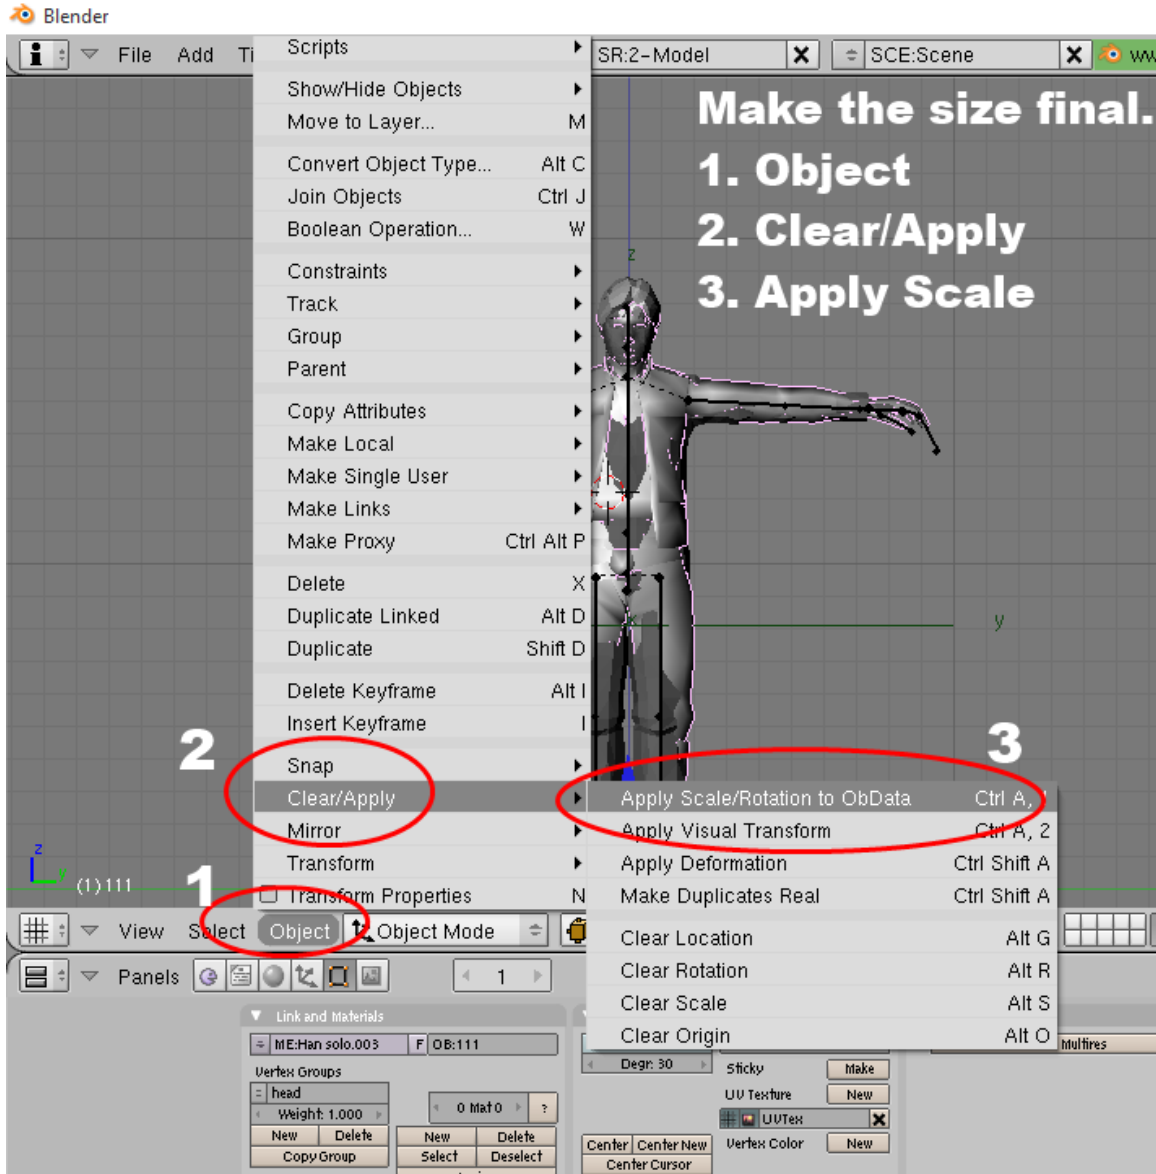 Blender
File Add Ti
SR:2-Model
SCE:Scene
ww
Make the size final.
1. Object
2. Clear/Apply
3. Apply Scale
Scripts
Show/Hide Objects
Move to Layer... M
Convert Object Type... Alt C
Join Objects Ctrl J
Boolean Operation... W
Constraints
Track
Group
Parent
Copy Attributes
Make Local
Make Single User
Make Links
Make Proxy Ctrl Alt P
Delete X
Duplicate Linked Alt D
Duplicate Shift D
Delete Keyframe Alt I
Insert Keyframe I
Snap
Clear/Apply
Mirror
Transform
Transform Properties N
z
y
x
2
3
1
Apply Scale/Rotation to ObData Ctrl A, 1
Apply Visual Transform Ctrl A, 2
Apply Deformation Ctrl Shift A
Make Duplicates Real Ctrl Shift A
Clear Location Alt G
Clear Rotation Alt R
Clear Scale Alt S
Clear Origin Alt O
z
y
(1) 111
View Select Object Object Mode
Panels
1
Link and Materials
ME:Han solo.003 F OB:111
Vertex Groups
head
Weight: 1.000
New Delete
Copy Group
0 Mat 0 ?
New Delete
Select Deselect
Degr: 30
Sticky Make
UV Texture New
UVTex
Vertex Color New
Center Center New
Center Cursor
Multires